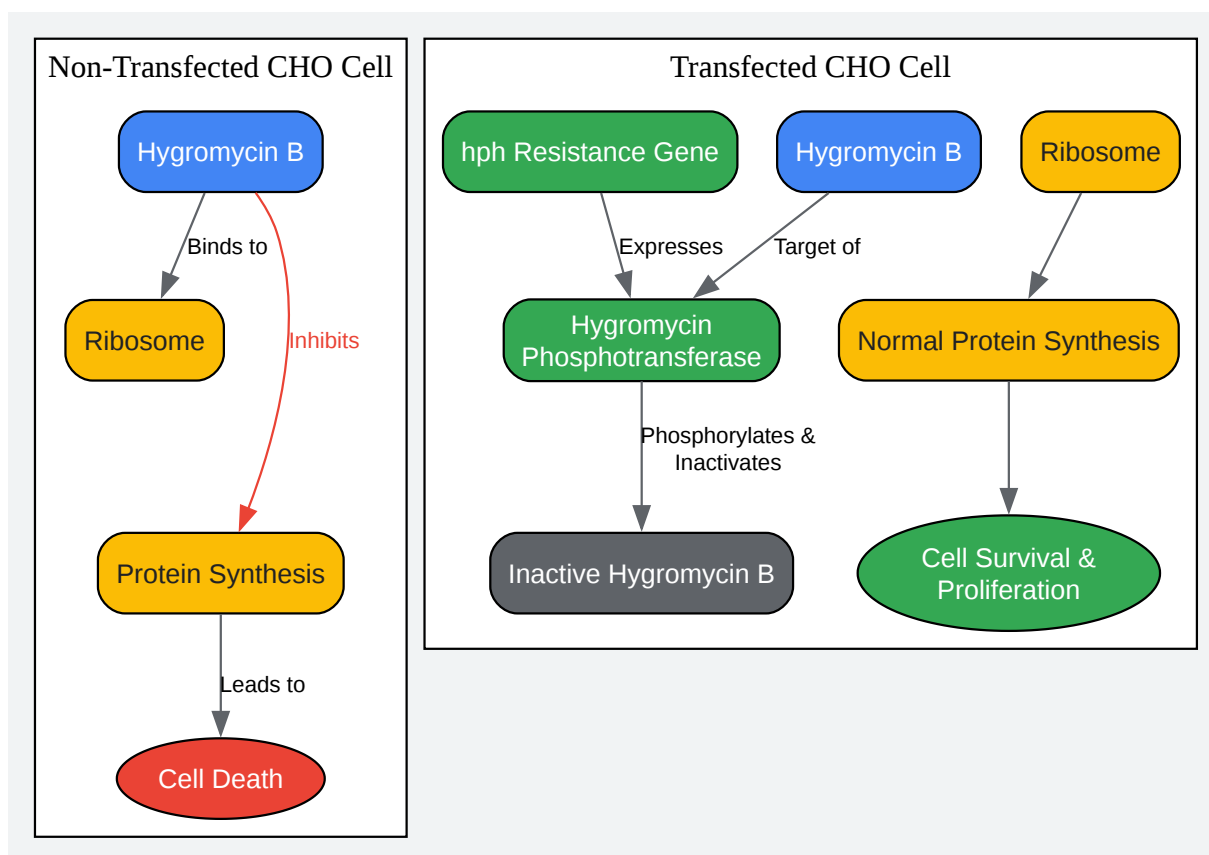 Non-Transfected CHO Cell
Hygromycin B
Binds to
Ribosome
Inhibits
Protein Synthesis
Leads to
Cell Death
Transfected CHO Cell
hph Resistance Gene
Hygromycin B
Ribosome
Expresses
Target of
Hygromycin
Phosphotransferase
Normal Protein Synthesis
Phosphorylates &
Inactivates
Inactive Hygromycin B
Cell Survival &
Proliferation